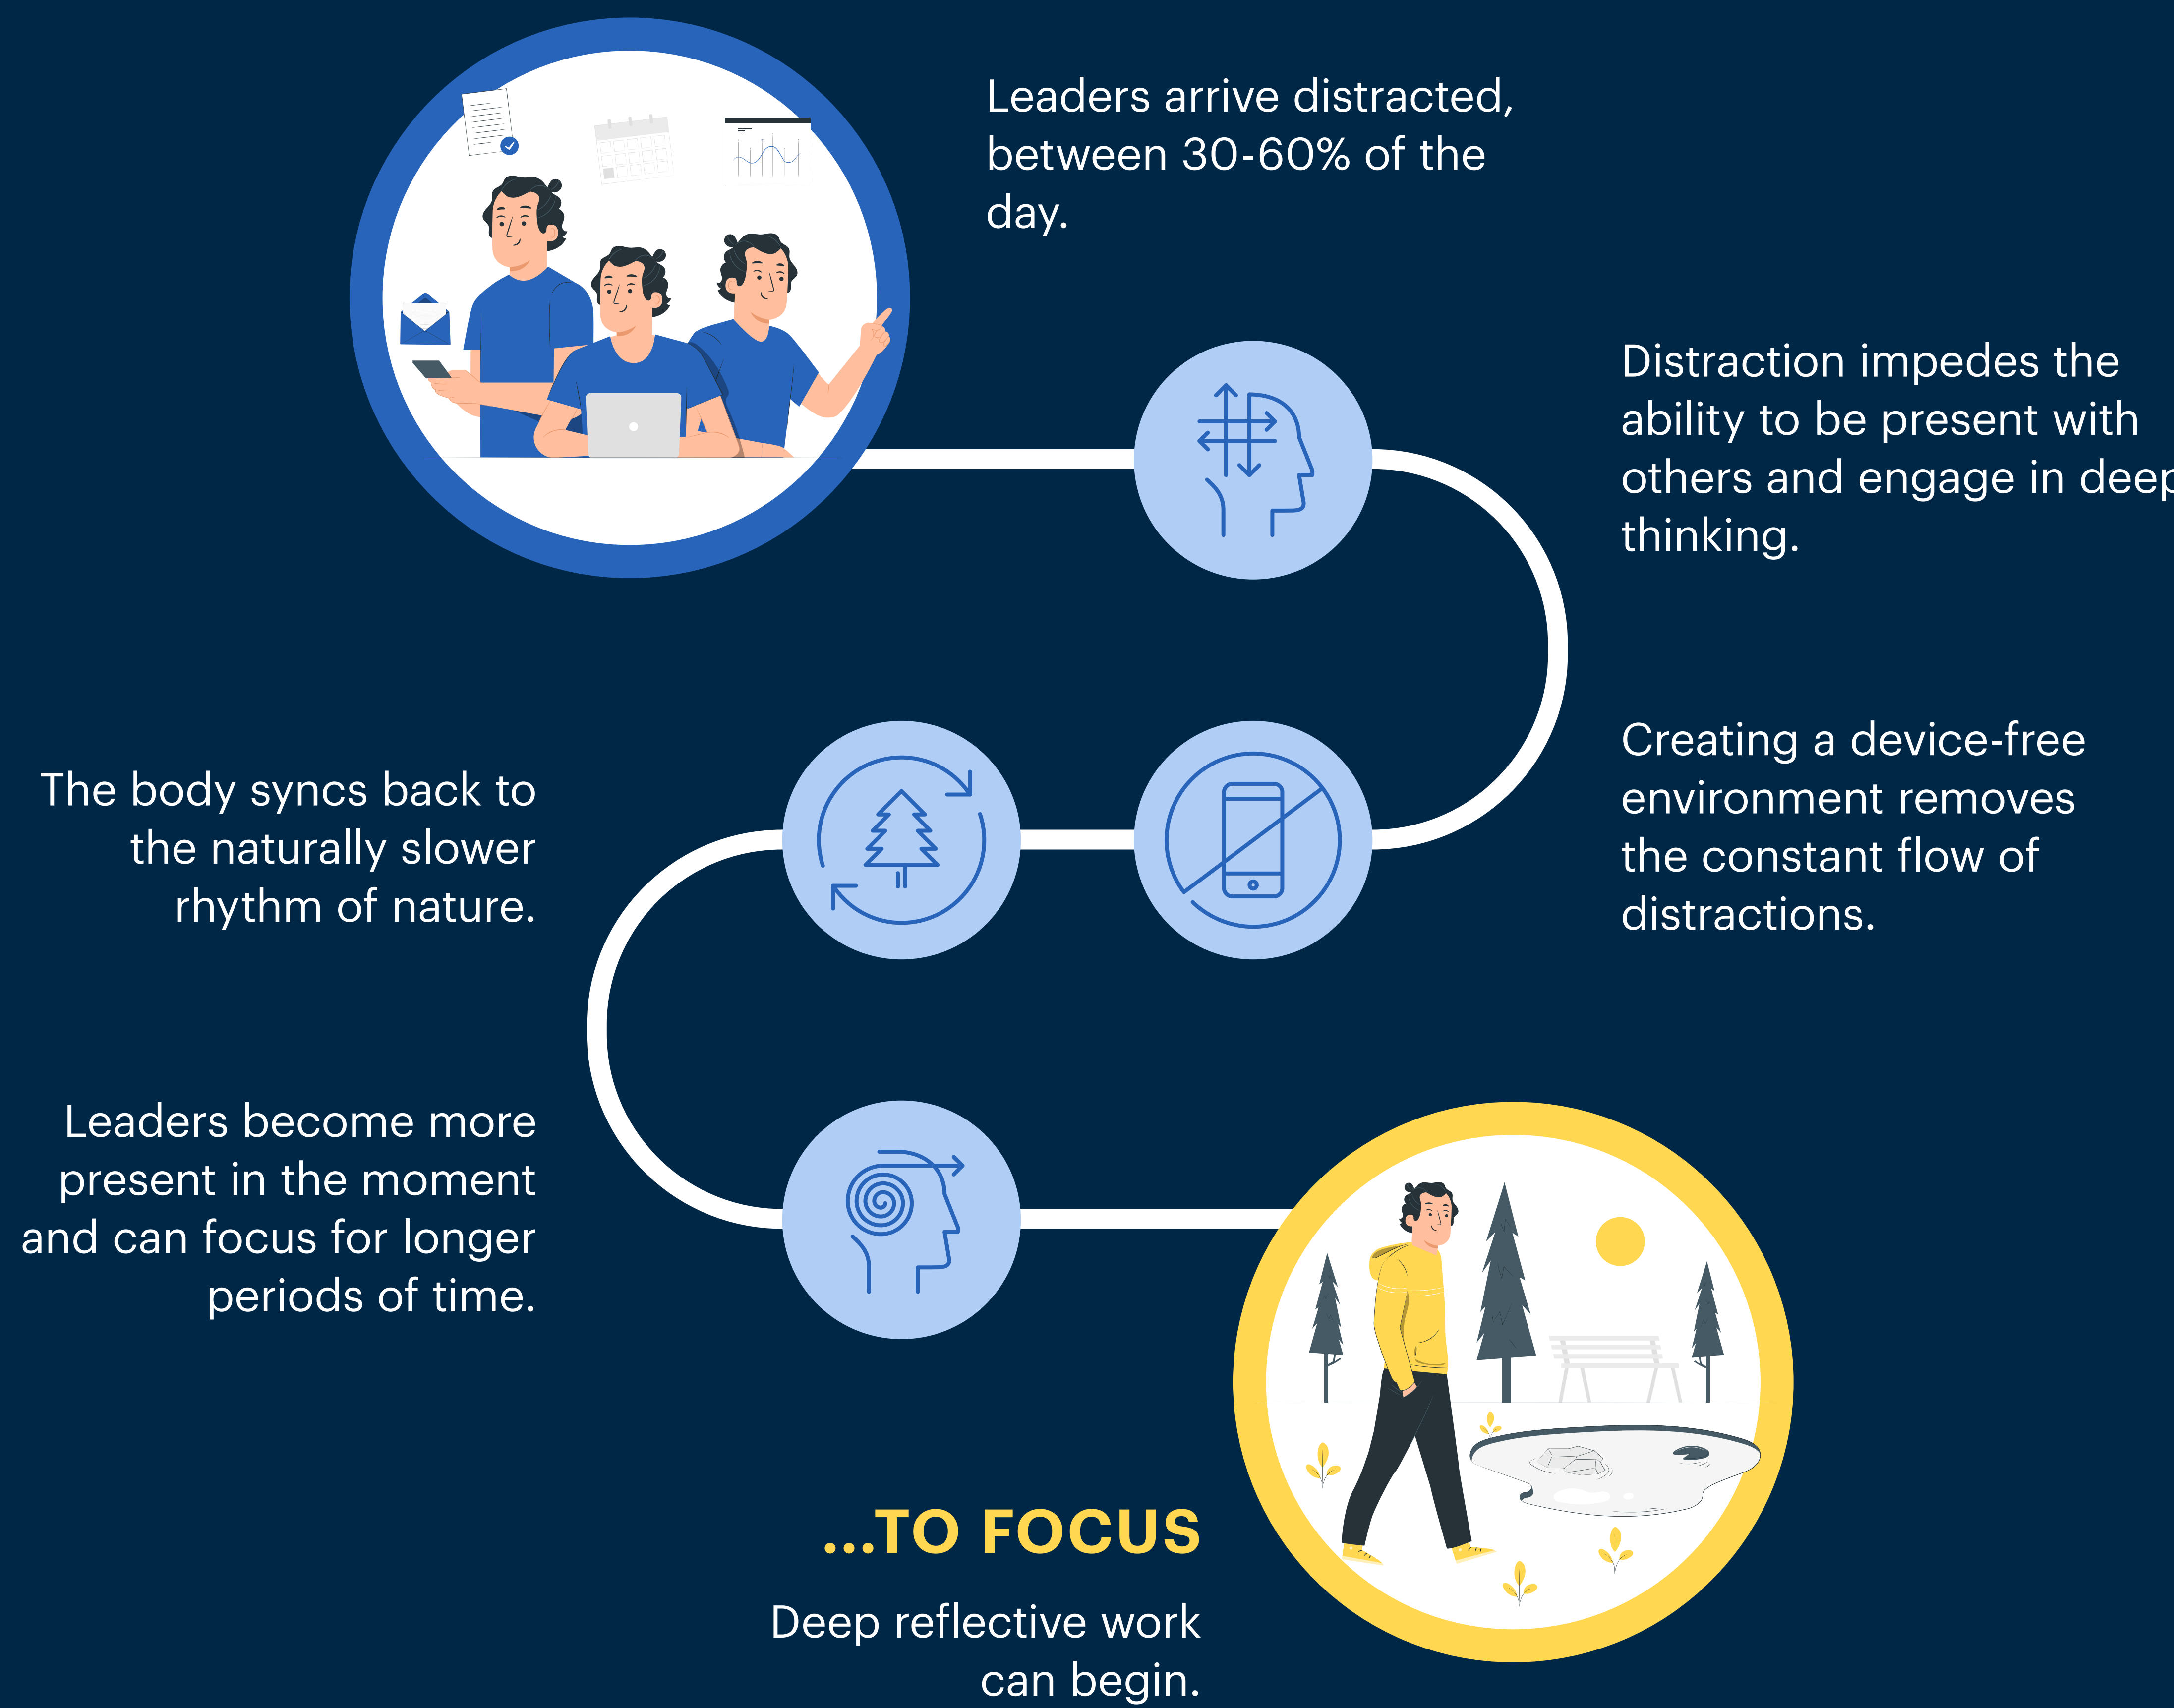 Leaders arrive distracted,
between 30-60% of the
day.
Distraction impedes the
ability to be present with
others and engage in deep
thinking.
Creating a device-free
environment removes
the constant flow of
distractions.
The body syncs back to
the naturally slower
rhythm of nature.
Leaders become more
present in the moment
and can focus for longer
periods of time.
...TO FOCUS
Deep reflective work
can begin.